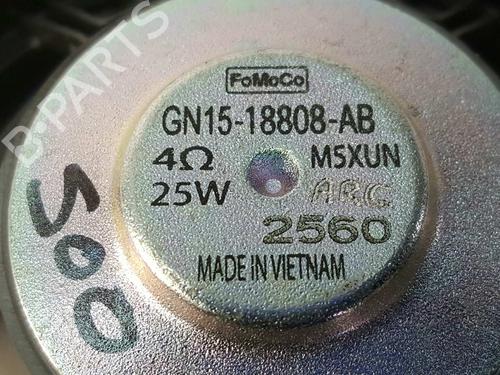 B-PARTS
FoMoCo
GN15-18808-AB
4Ω M5XUN
25W ARC
2560
MADE IN VIETNAM
500